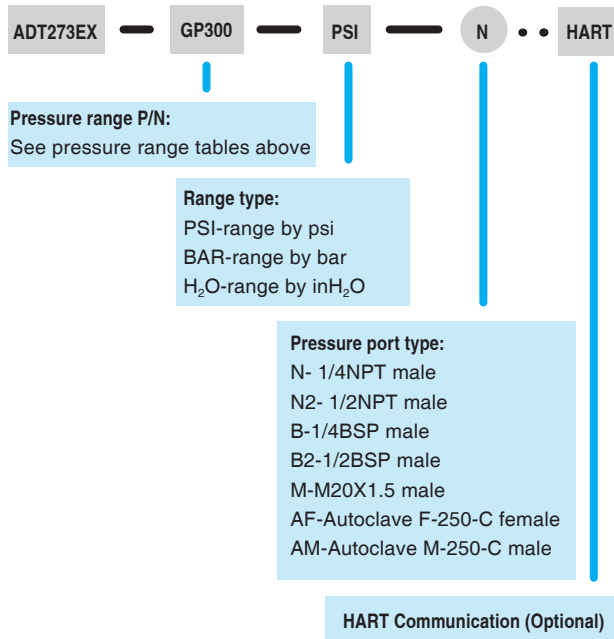 ADT273EX — GP300 — PSI — N •• HART
Pressure range P/N:
See pressure range tables above
Range type:
PSI-range by psi
BAR-range by bar
H₂O-range by inH₂O
Pressure port type:
N- 1/4NPT male
N2- 1/2NPT male
B-1/4BSP male
B2-1/2BSP male
M-M20X1.5 male
AF-Autoclave F-250-C female
AM-Autoclave M-250-C male
HART Communication (Optional)